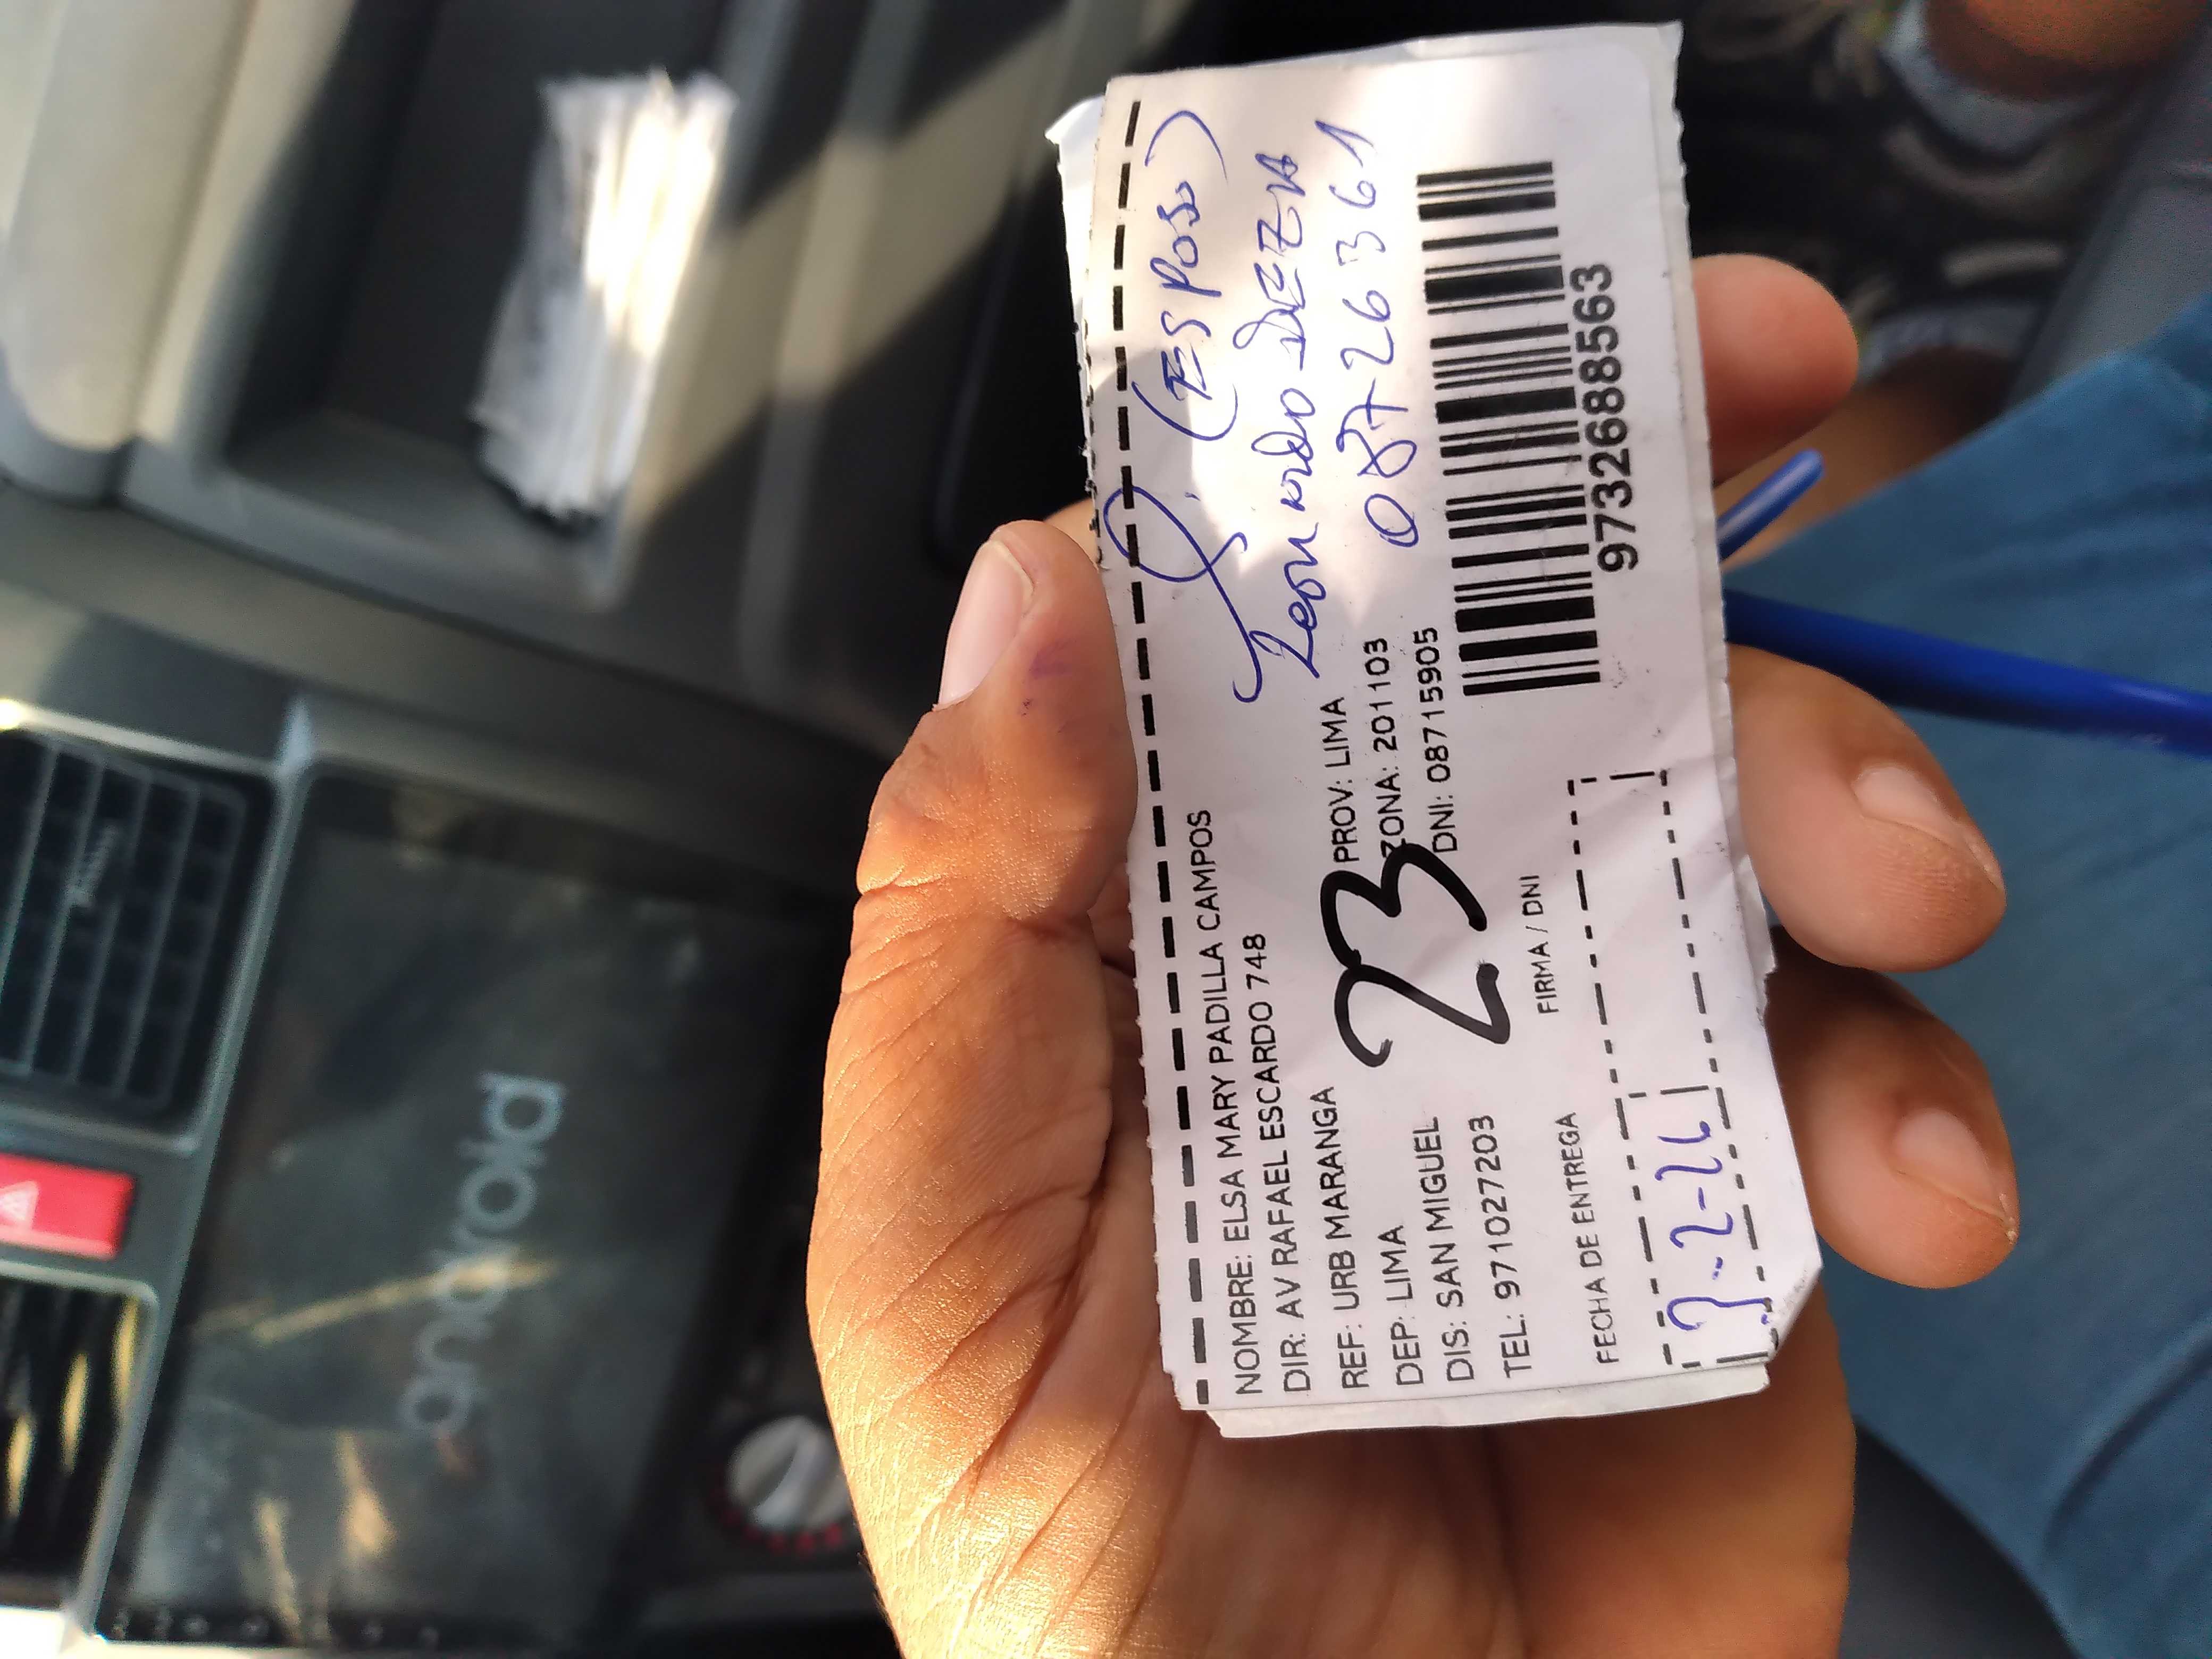 NOMBRE: ELSA MARY PADILLA CAMPOS
DIR: AV RAFAEL ESCARDO 748
REF: URB MARANGA
DEP: LIMA PROV: LIMA
DIS: SAN MIGUEL ZONA: 201103
TEL: 971027203 DNI: 08715905
23
FECHA DE ENTREGA FIRMA / DNI
7-2-26
(ESPOSO)
Leonardo DEZA
08726361
9732688563
android